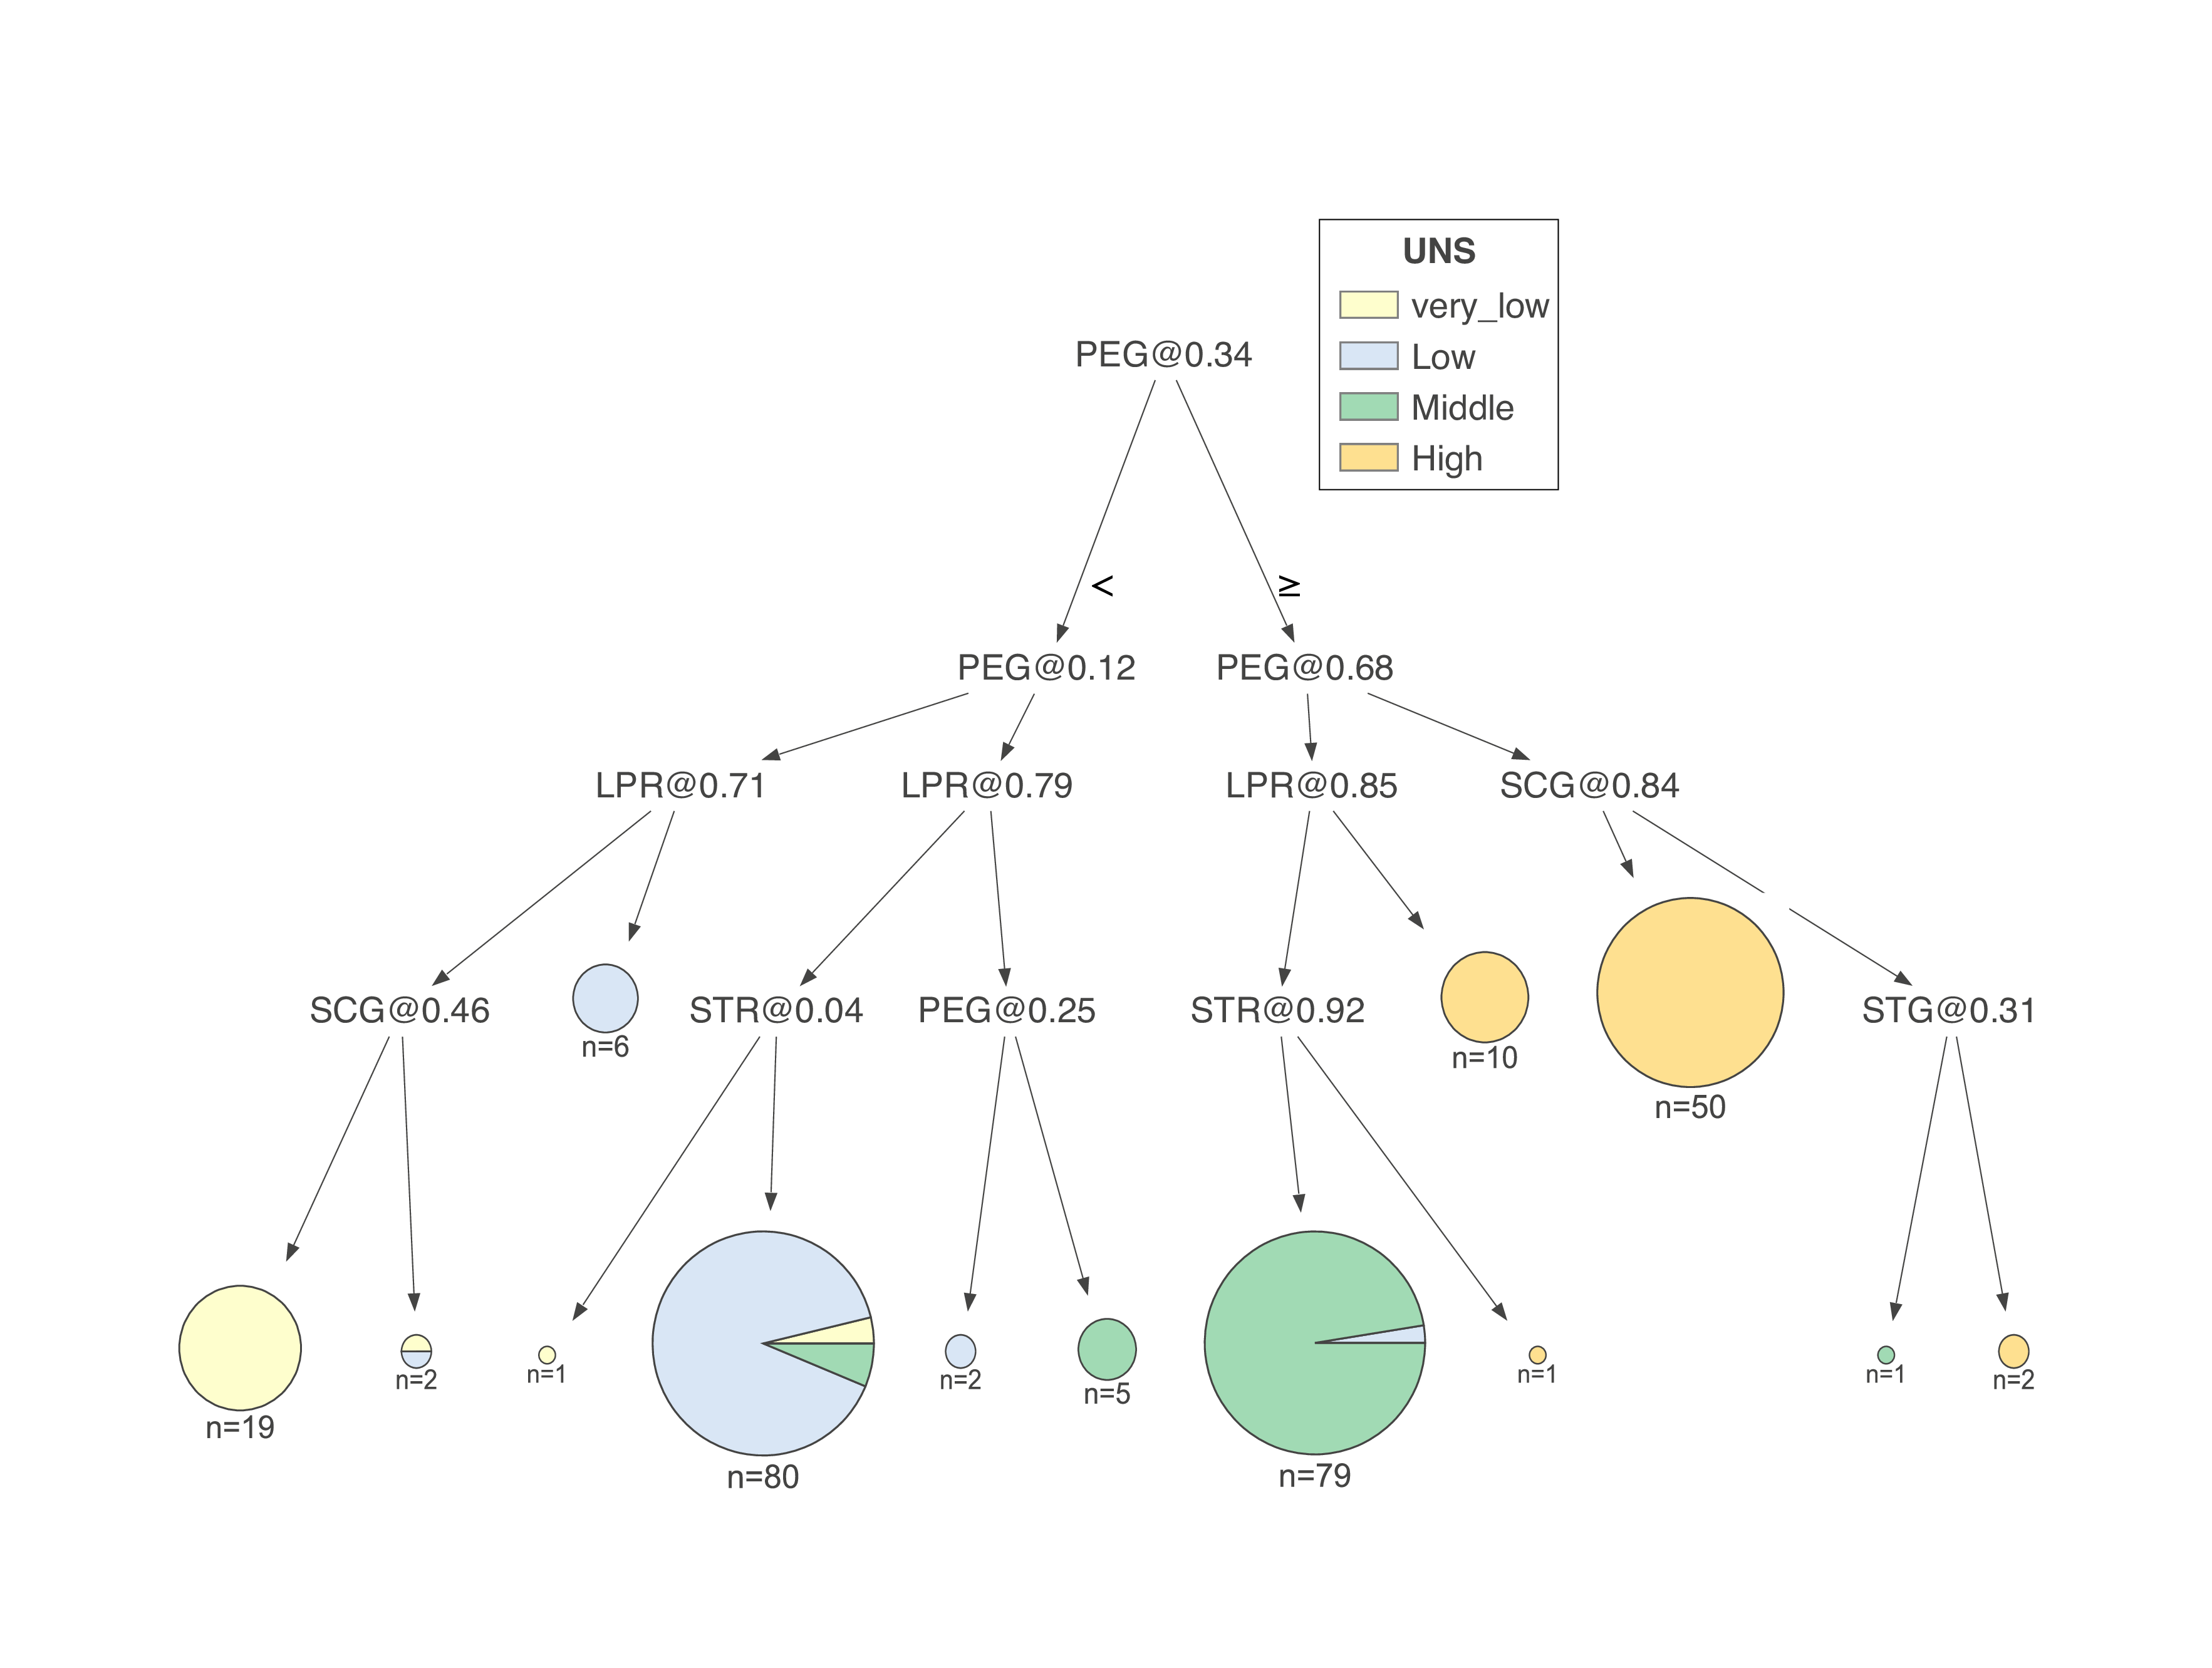 UNS
very_low
Low
Middle
High
PEG@0.34
<
≥
PEG@0.12
PEG@0.68
LPR@0.71
LPR@0.79
LPR@0.85
SCG@0.84
SCG@0.46
n=6
STR@0.04
PEG@0.25
STR@0.92
n=10
n=50
STG@0.31
n=19
n=2
n=1
n=80
n=2
n=5
n=79
n=1
n=1
n=2